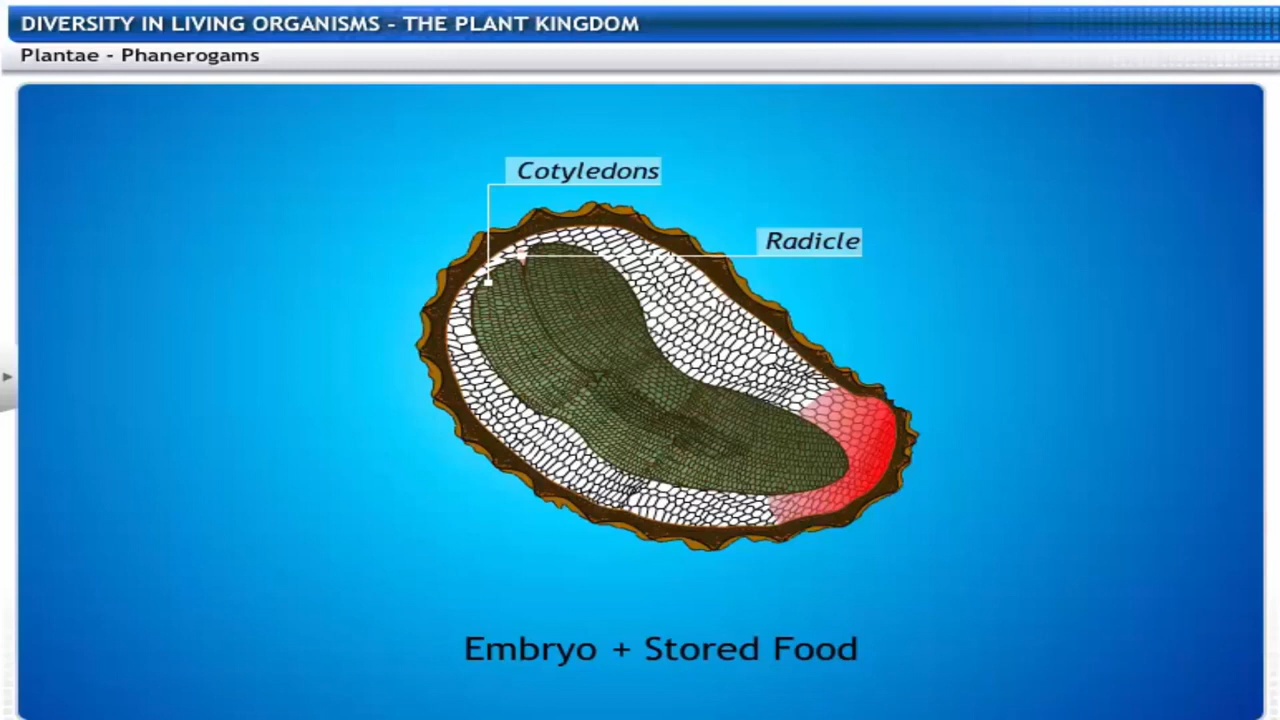 DIVERSITY IN LIVING ORGANISMS - THE PLANT KINGDOM
Plantae - Phanerogams
Cotyledons
Radicle
Embryo + Stored Food